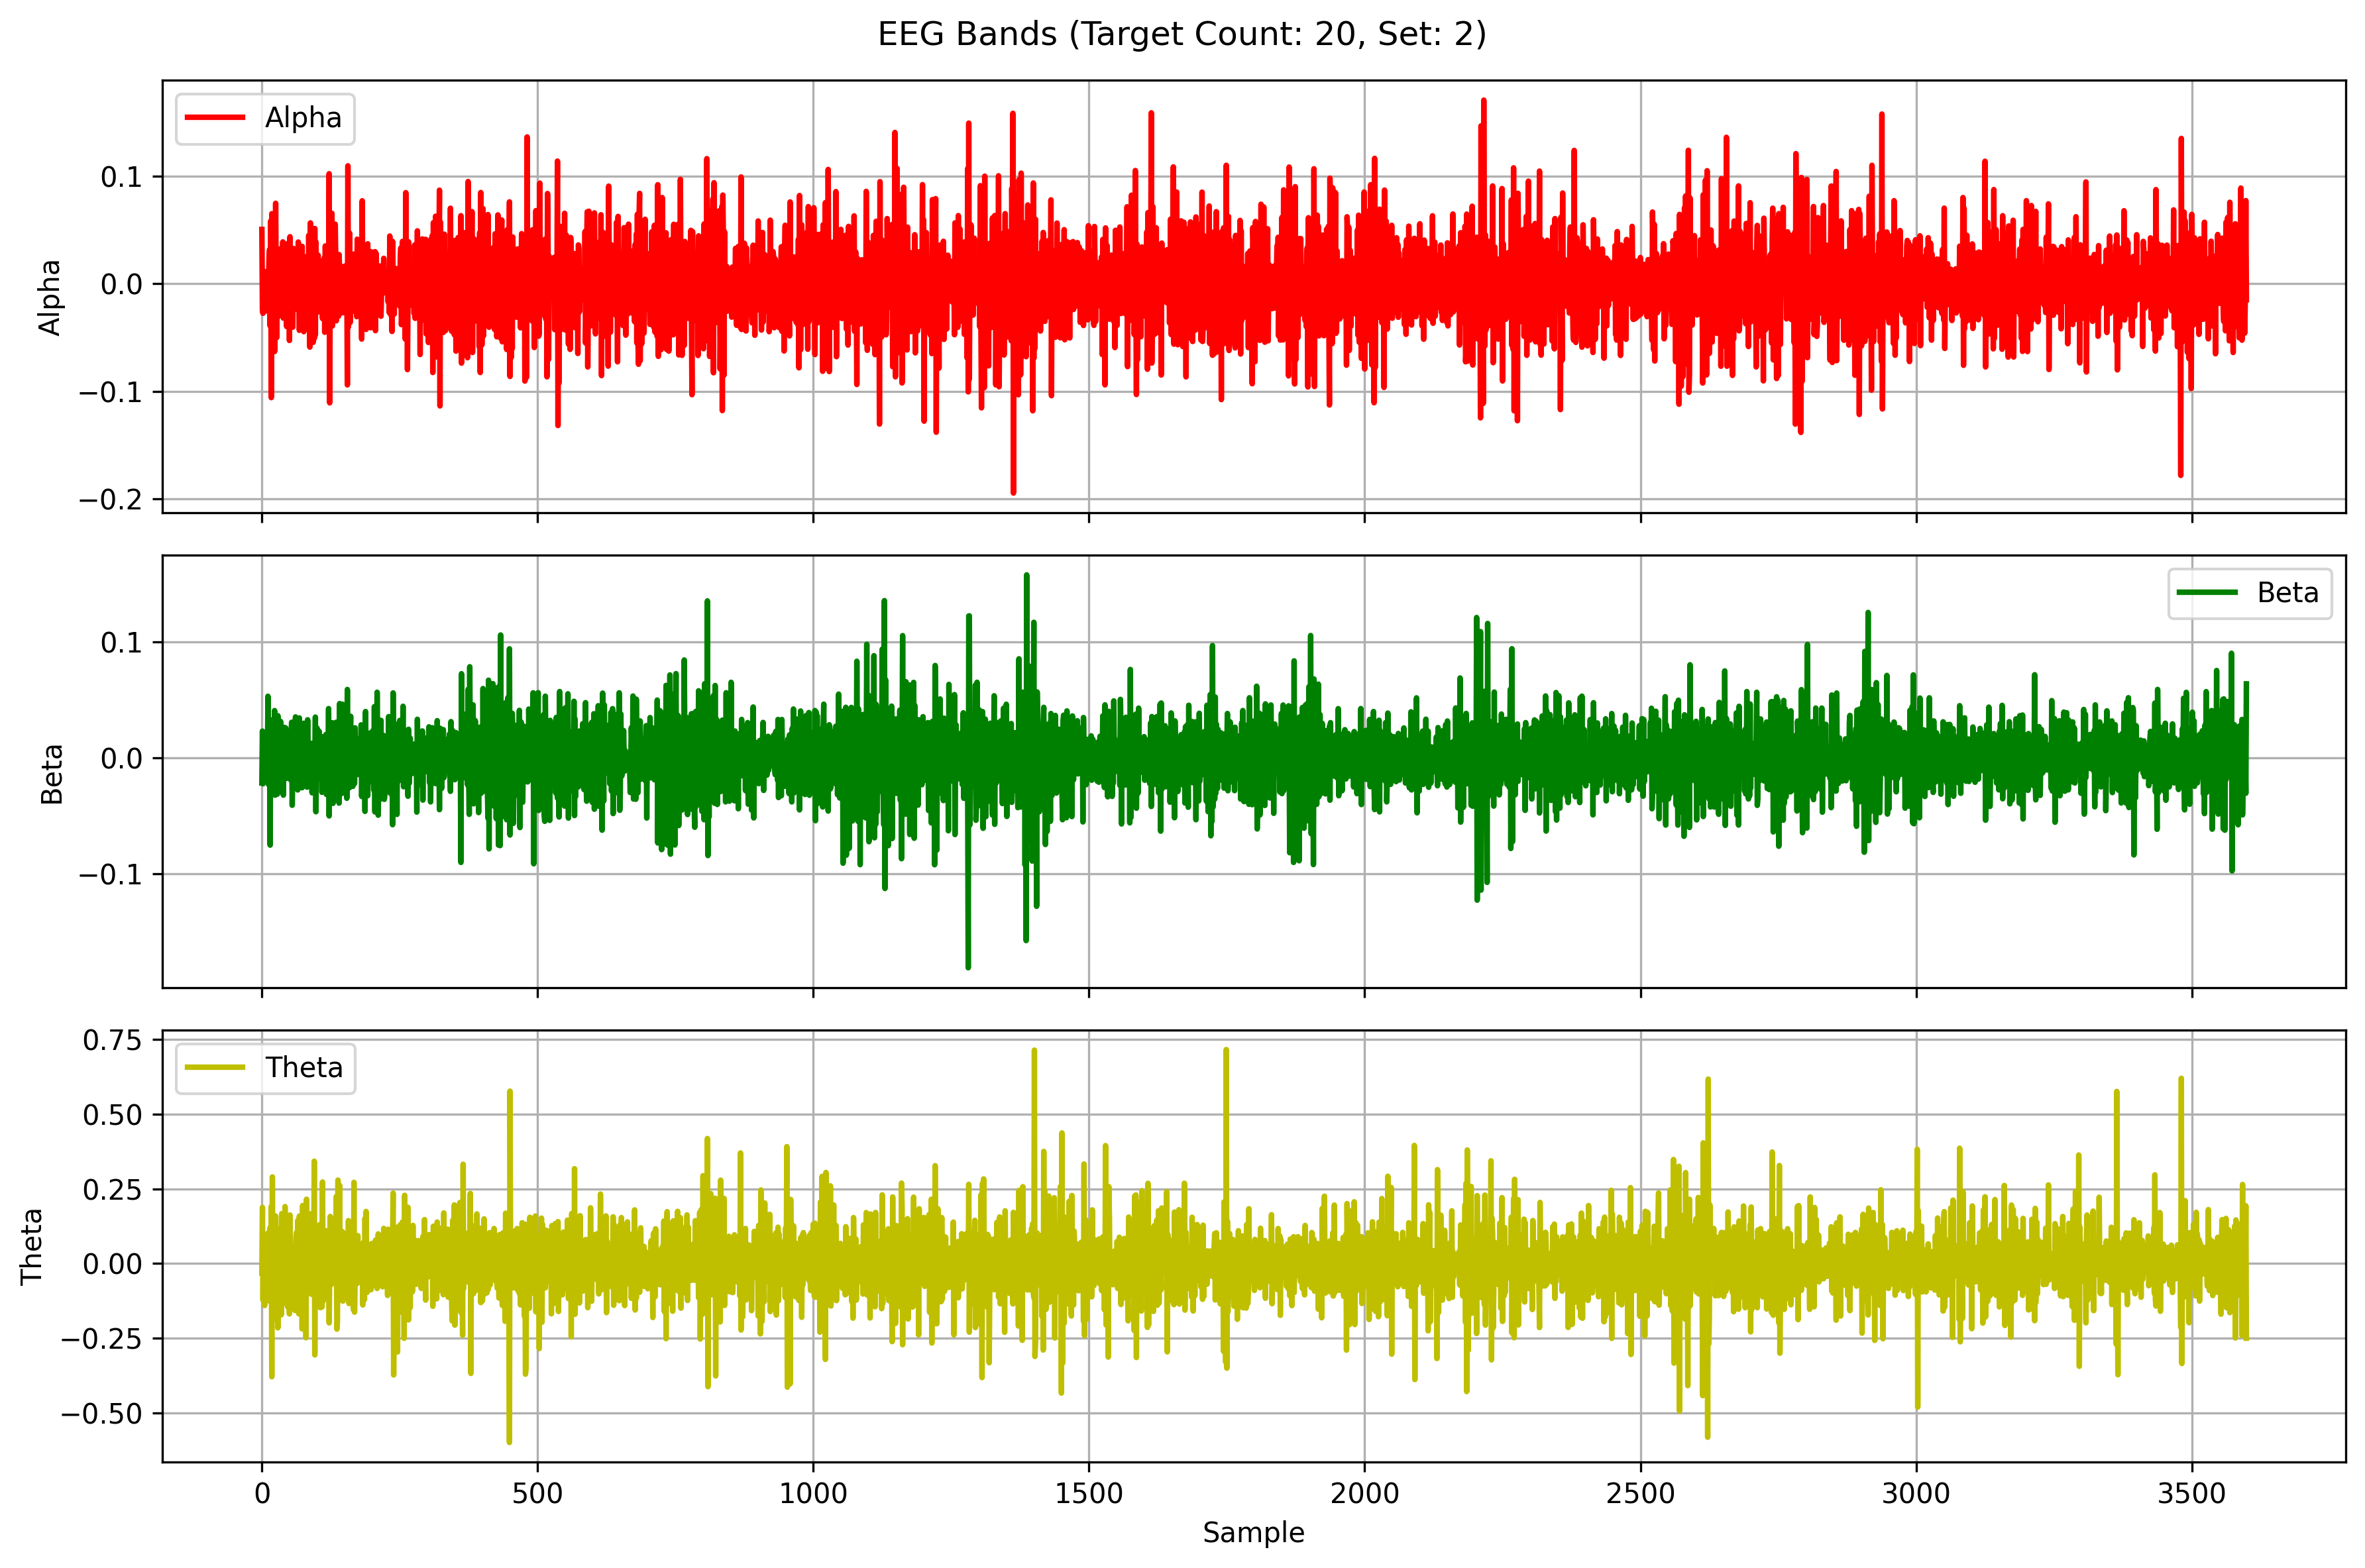 EEG Bands (Target Count: 20, Set: 2)
Alpha
0.1
0.0
−0.1
−0.2
Alpha
Beta
0.1
0.0
−0.1
Beta
Theta
0.75
0.50
0.25
0.00
−0.25
−0.50
Theta
0 500 1000 1500 2000 2500 3000 3500
Sample